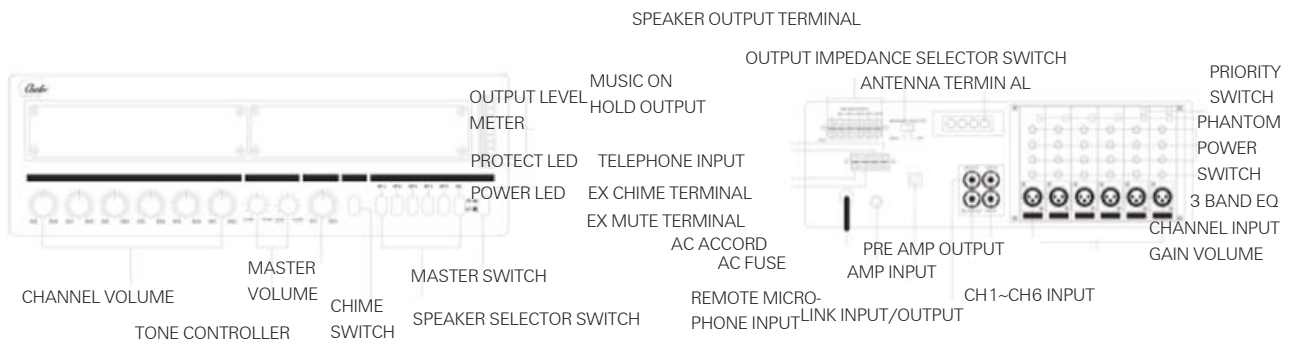 SPEAKER OUTPUT TERMINAL
OUTPUT IMPEDANCE SELECTOR SWITCH
ANTENNA TERMIN AL
PRIORITY
SWITCH
PHANTOM
POWER
SWITCH
3 BAND EQ
CHANNEL INPUT
GAIN VOLUME
OUTPUT LEVEL
METER
MUSIC ON
HOLD OUTPUT
PROTECT LED
TELEPHONE INPUT
POWER LED
EX CHIME TERMINAL
EX MUTE TERMINAL
AC ACCORD
AC FUSE
PRE AMP OUTPUT
AMP INPUT
CH1~CH6 INPUT
REMOTE MICRO-
PHONE INPUT
LINK INPUT/OUTPUT
CHANNEL VOLUME
TONE CONTROLLER
MASTER
VOLUME
CHIME
SWITCH
MASTER SWITCH
SPEAKER SELECTOR SWITCH